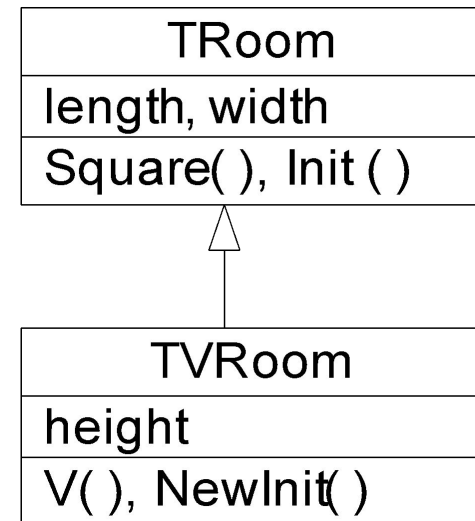 TRoom
length, width
Square( ), Init ( )
TVRoom
height
V( ), NewInit( )